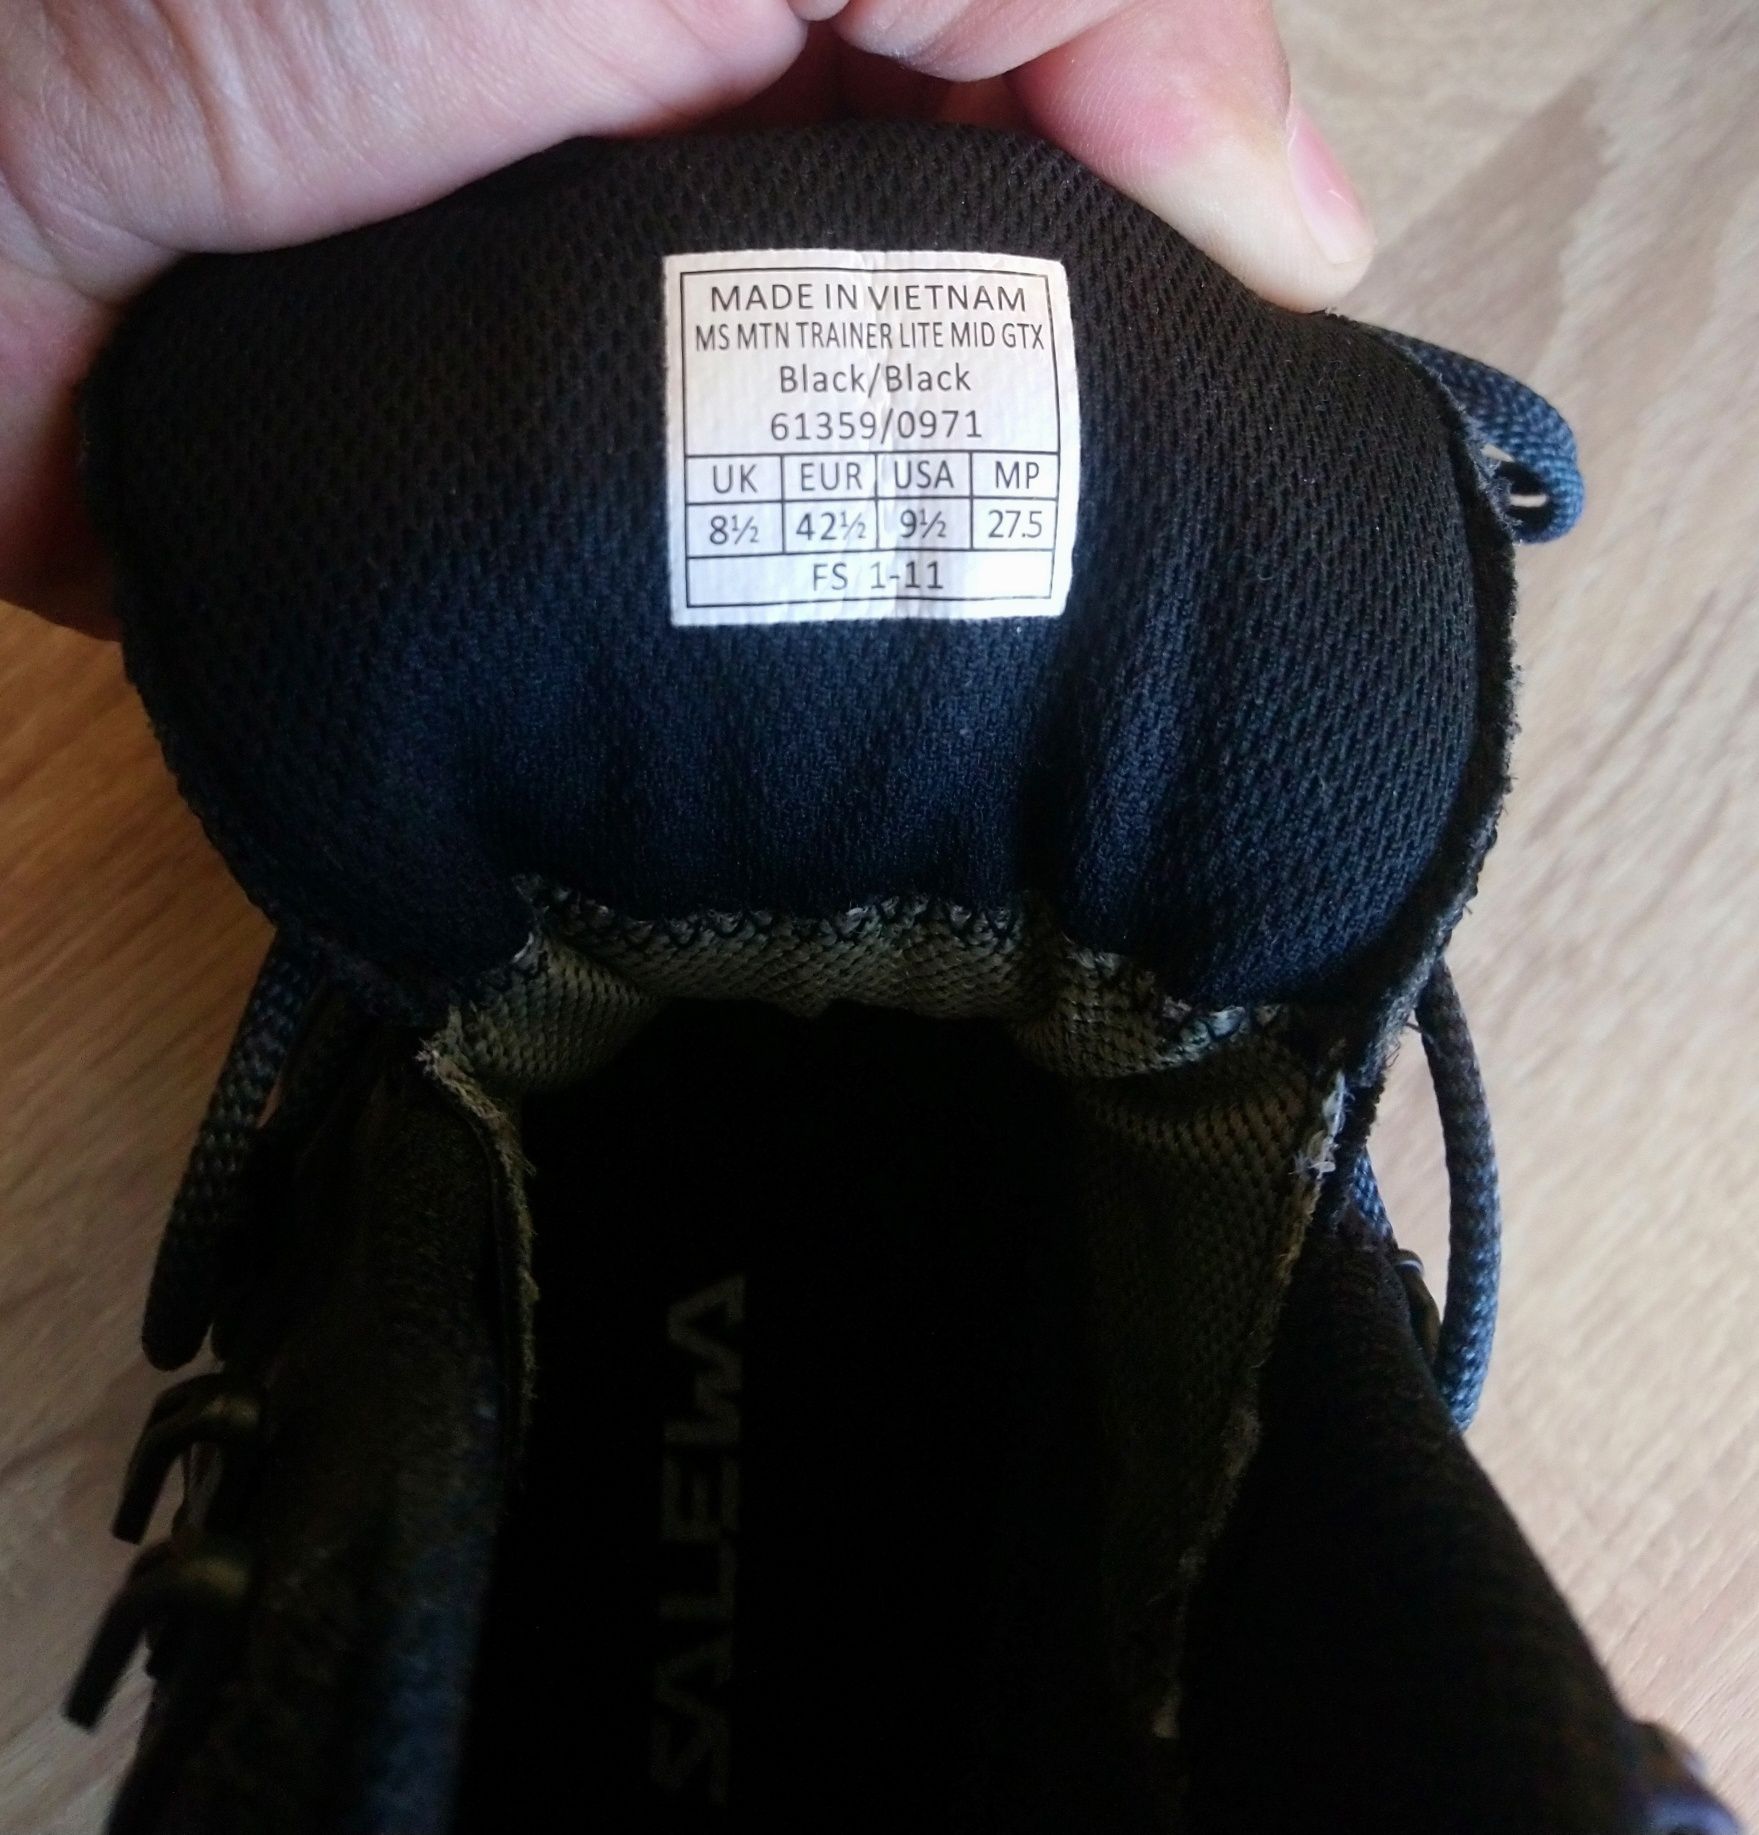 MADE IN VIETNAM
MS MTN TRAINER LITE MID GTX
Black/Black
61359/0971
UK EUR USA MP
8½ 42½ 9½ 27.5
FS 1-11
SALEWA